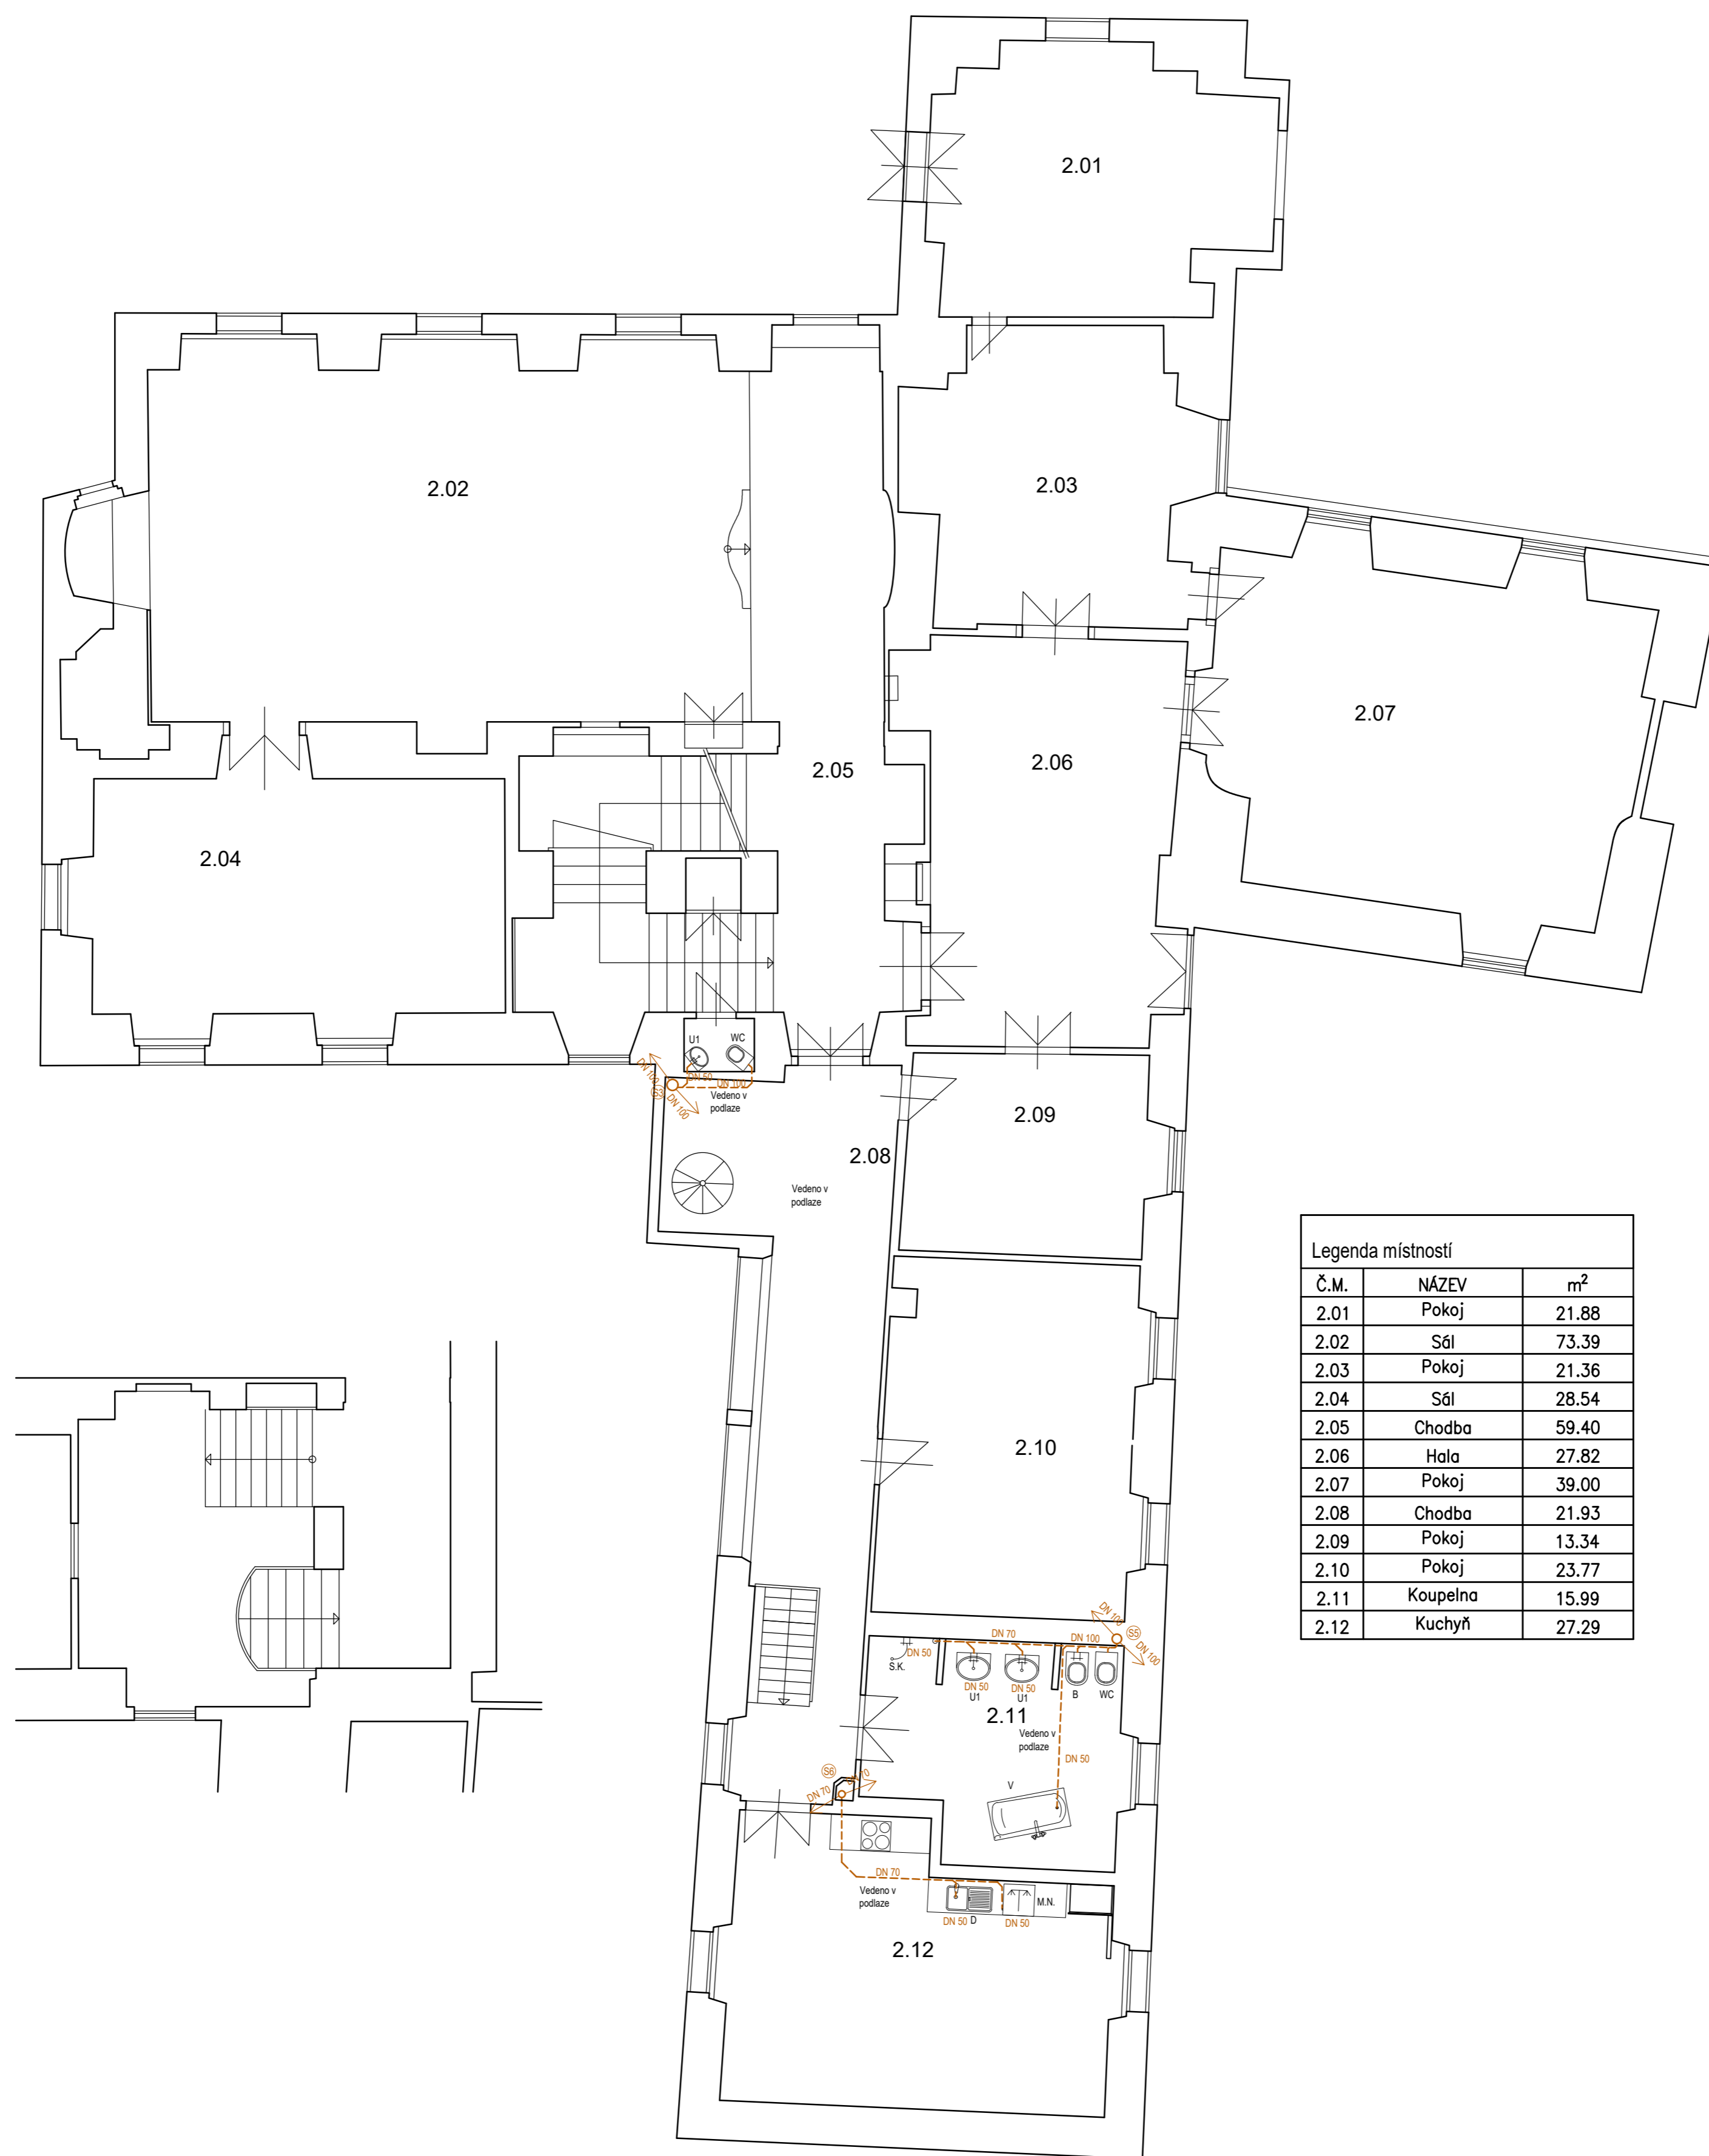 2.01
2.02
2.03
2.07
2.06
2.05
2.04
U1
WC
DN 50
DN 100
DN 100
DN 100
Vedeno v
podlaze
2.09
2.08
Vedeno v
podlaze
Legenda místností
Č.M. NÁZEV m²
2.01 Pokoj 21.88
2.02 Sál 73.39
2.03 Pokoj 21.36
2.04 Sál 28.54
2.05 Chodba 59.40
2.06 Hala 27.82
2.07 Pokoj 39.00
2.08 Chodba 21.93
2.09 Pokoj 13.34
2.10 Pokoj 23.77
2.11 Koupelna 15.99
2.12 Kuchyň 27.29
2.10
DN 100
S5
DN 70
DN 100
DN 100
DN 50
S.K.
DN 50
DN 50
U1
U1
B
WC
2.11
Vedeno v
podlaze
DN 50
S6
DN 70
DN 70
V
DN 70
Vedeno v
podlaze
M.N.
DN 50
D
DN 50
2.12